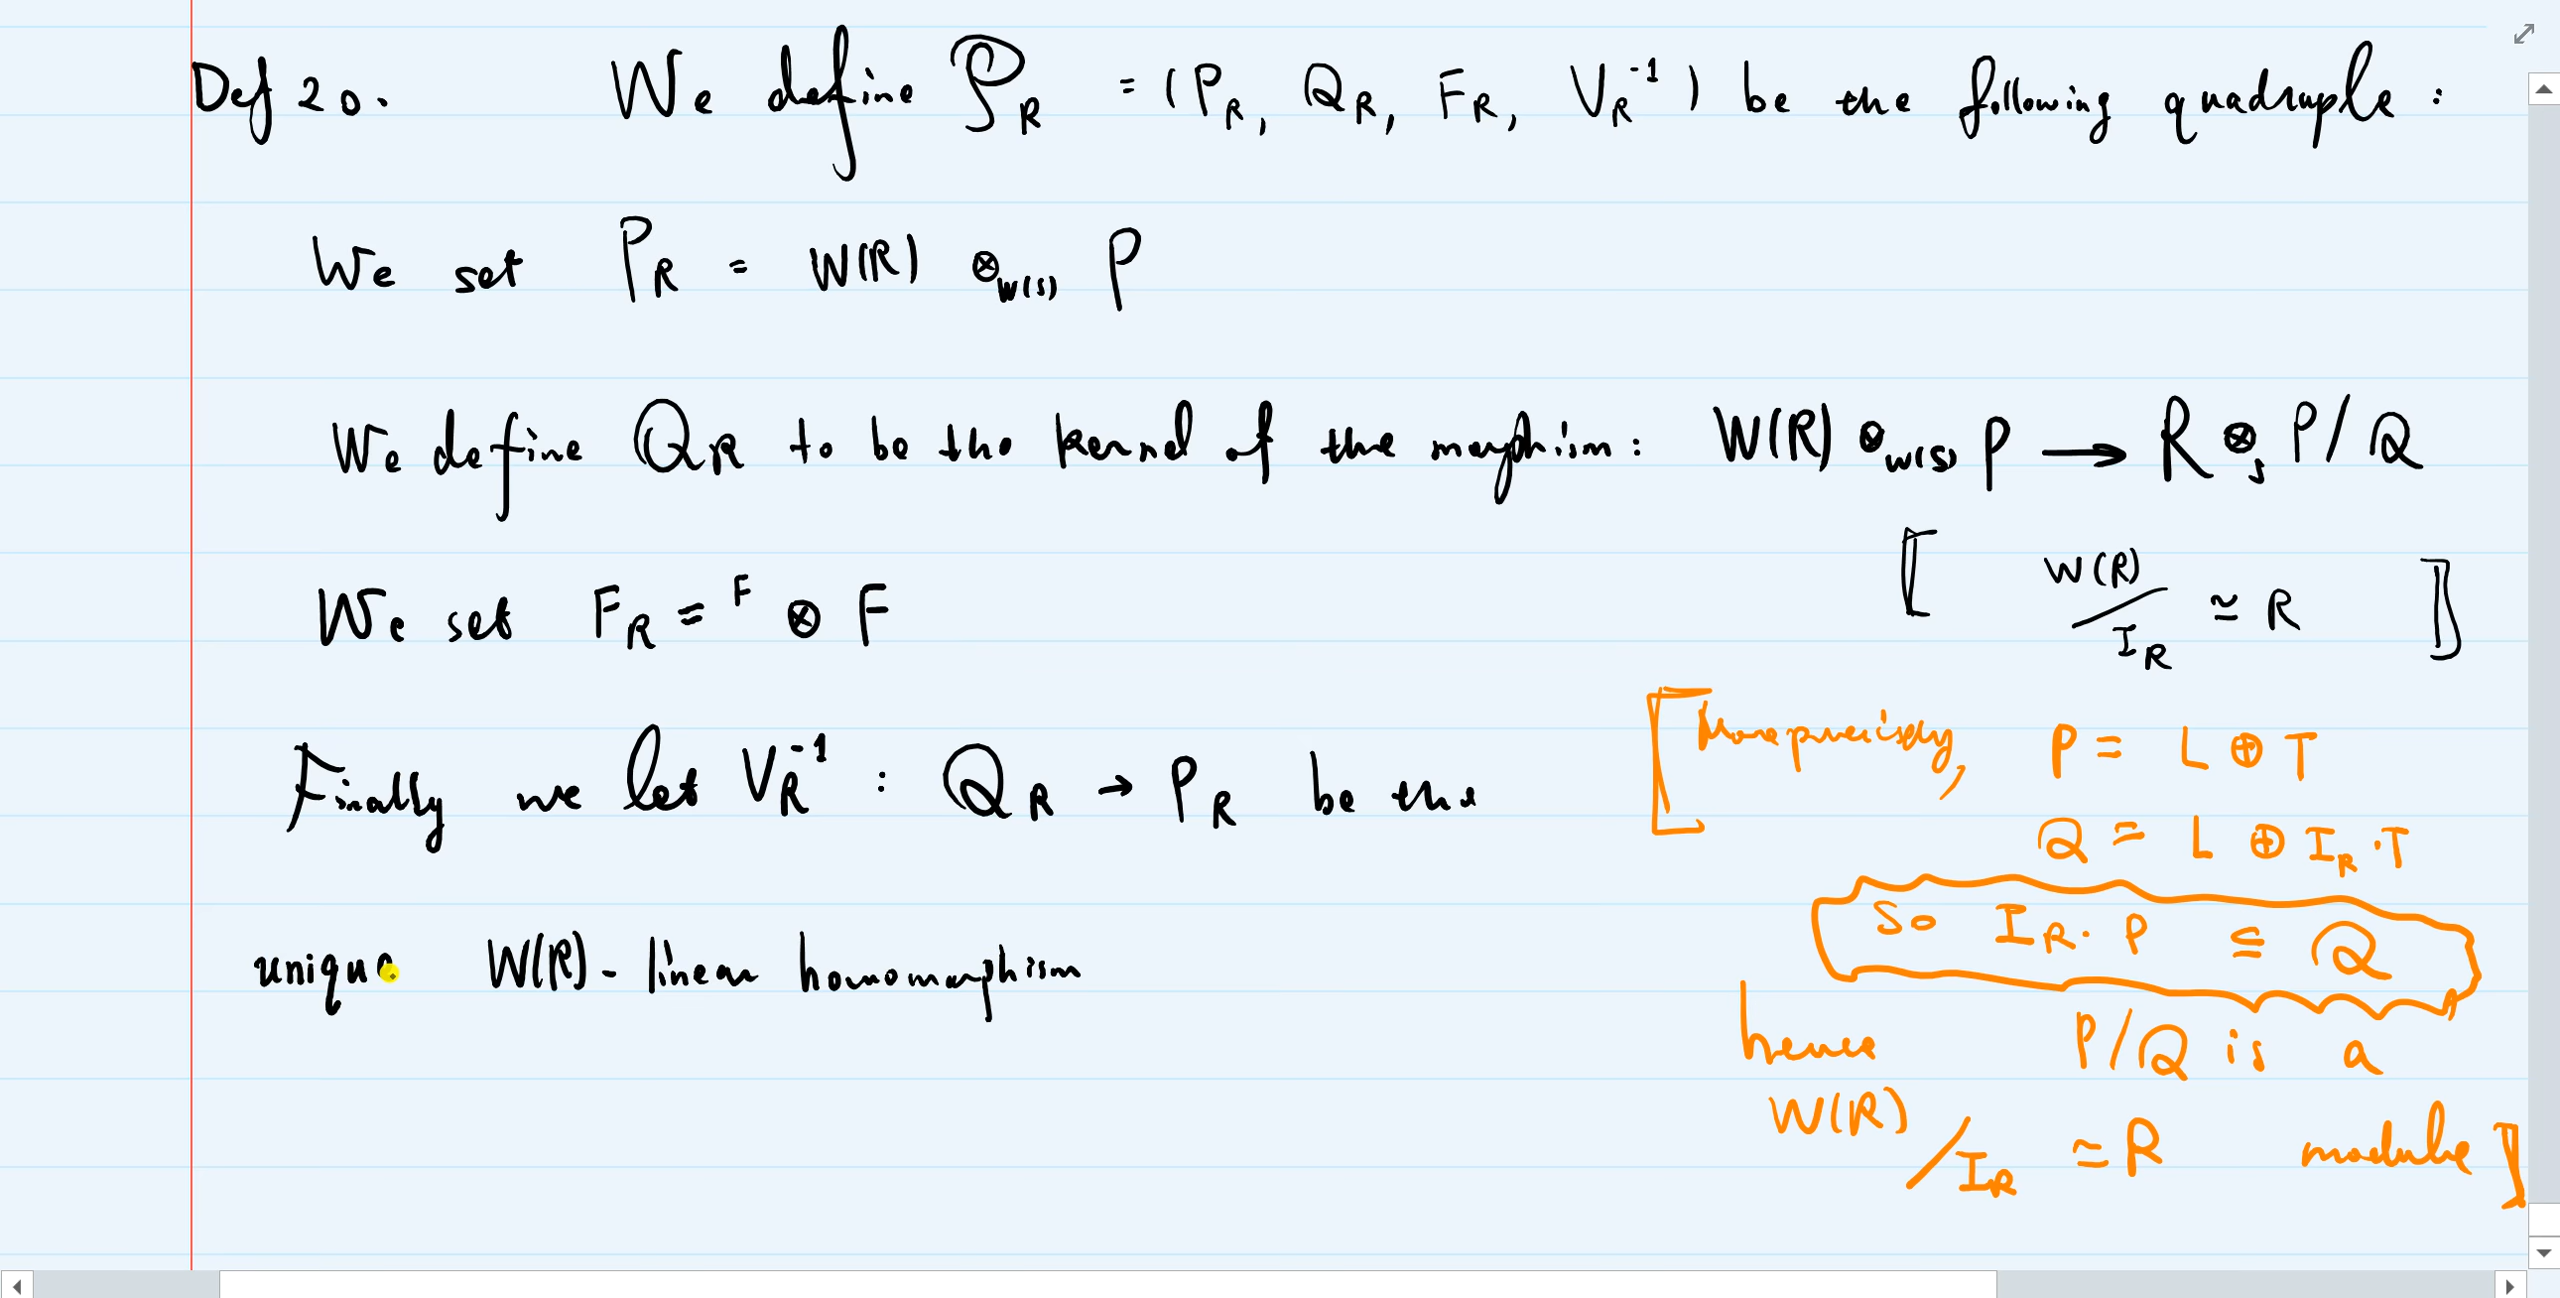 Def 20. We define 𝒫_R = (P_R, Q_R, F_R, V_R^{-1}) be the following quadruple :
We set P_R = W(R) ⊗_{W(S)} P
We define Q_R to be the kernel of the morphism : W(R) ⊗_{W(S)} P → R ⊗_S P/Q
[ W(R)/I_R ≃ R ]
We set F_R = ^F ⊗ F
[ More precisely, P = L ⊕ T
Finally we let V_R^{-1} : Q_R → P_R be the
Q = L ⊕ I_R · T
So I_R · P ⊆ Q
unique W(R) - linear homomorphism
hence P/Q is a
W(R)/I_R ≃ R module ]